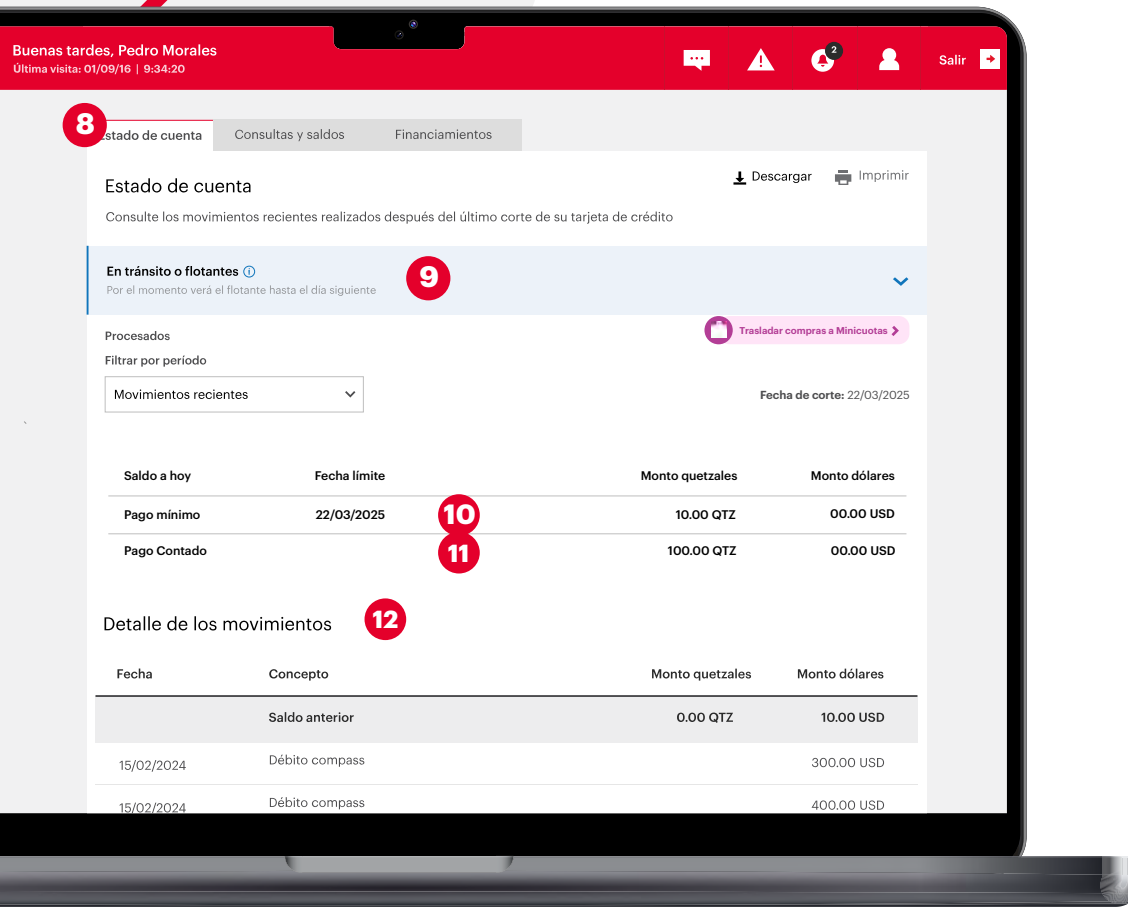 Buenas tardes, Pedro Morales
Última visita: 01/09/16 | 9:34:20
2
Salir
8
stado de cuenta
Consultas y saldos
Financiamientos
Estado de cuenta
Descargar
Imprimir
Consulte los movimientos recientes realizados después del último corte de su tarjeta de crédito
En tránsito o flotantes
Por el momento verá el flotante hasta el día siguiente
9
Procesados
Trasladar compras a Minicuotas
Filtrar por período
Movimientos recientes
Fecha de corte: 22/03/2025
Saldo a hoy Fecha límite Monto quetzales Monto dólares
Pago mínimo 22/03/2025 10 10.00 QTZ 00.00 USD
Pago Contado 11 100.00 QTZ 00.00 USD
Detalle de los movimientos 12
Fecha Concepto Monto quetzales Monto dólares
Saldo anterior 0.00 QTZ 10.00 USD
15/02/2024 Débito compass 300.00 USD
15/02/2024 Débito compass 400.00 USD